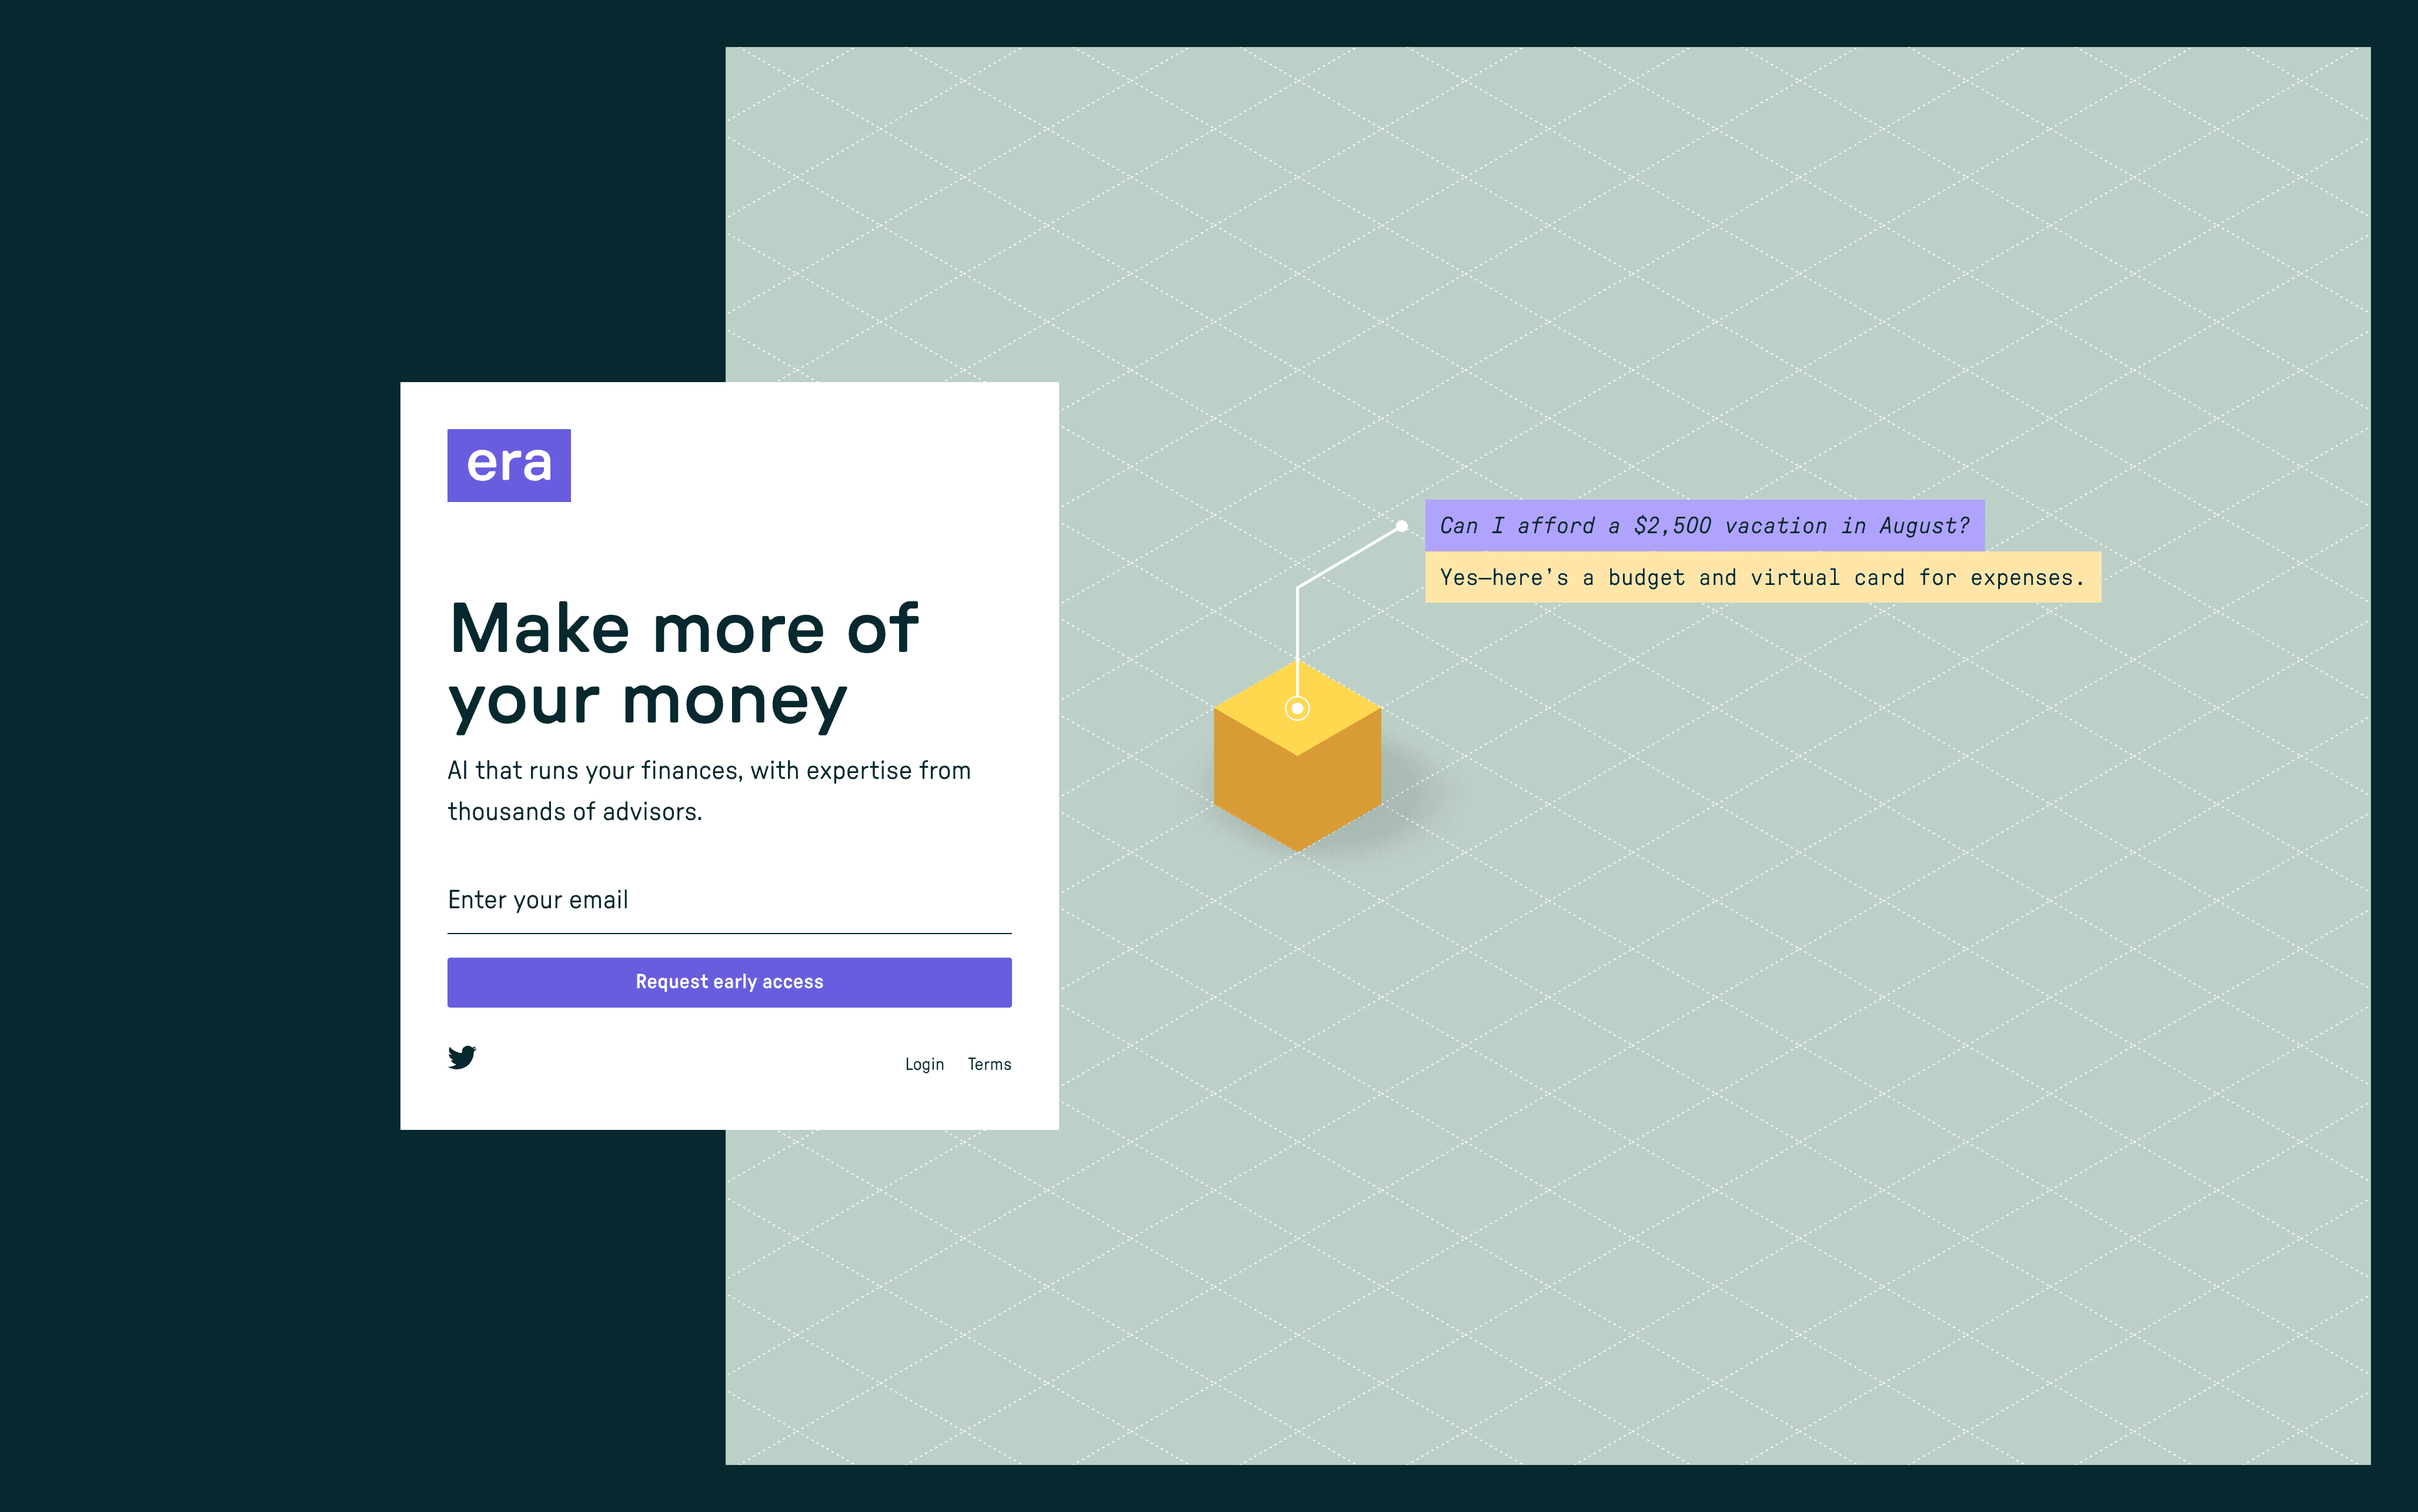 era
Make more of
your money
AI that runs your finances, with expertise from
thousands of advisors.
Enter your email
Request early access
Login Terms
Can I afford a $2,500 vacation in August?
Yes—here's a budget and virtual card for expenses.